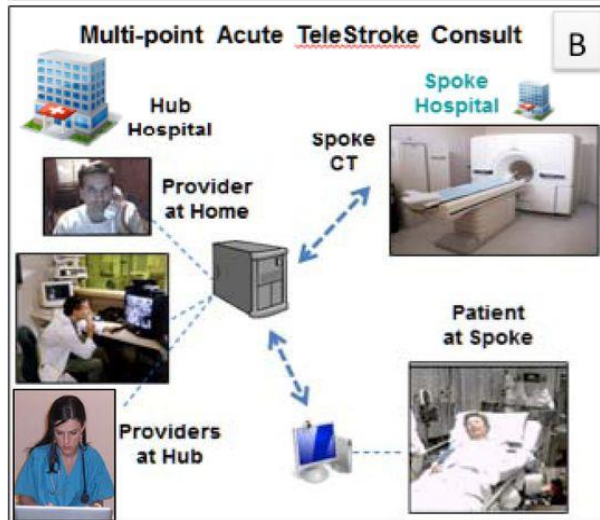 Multi-point Acute TeleStroke Consult
B
Hub
Hospital
Spoke
Hospital
Spoke
CT
Provider
at Home
Patient
at Spoke
Providers
at Hub